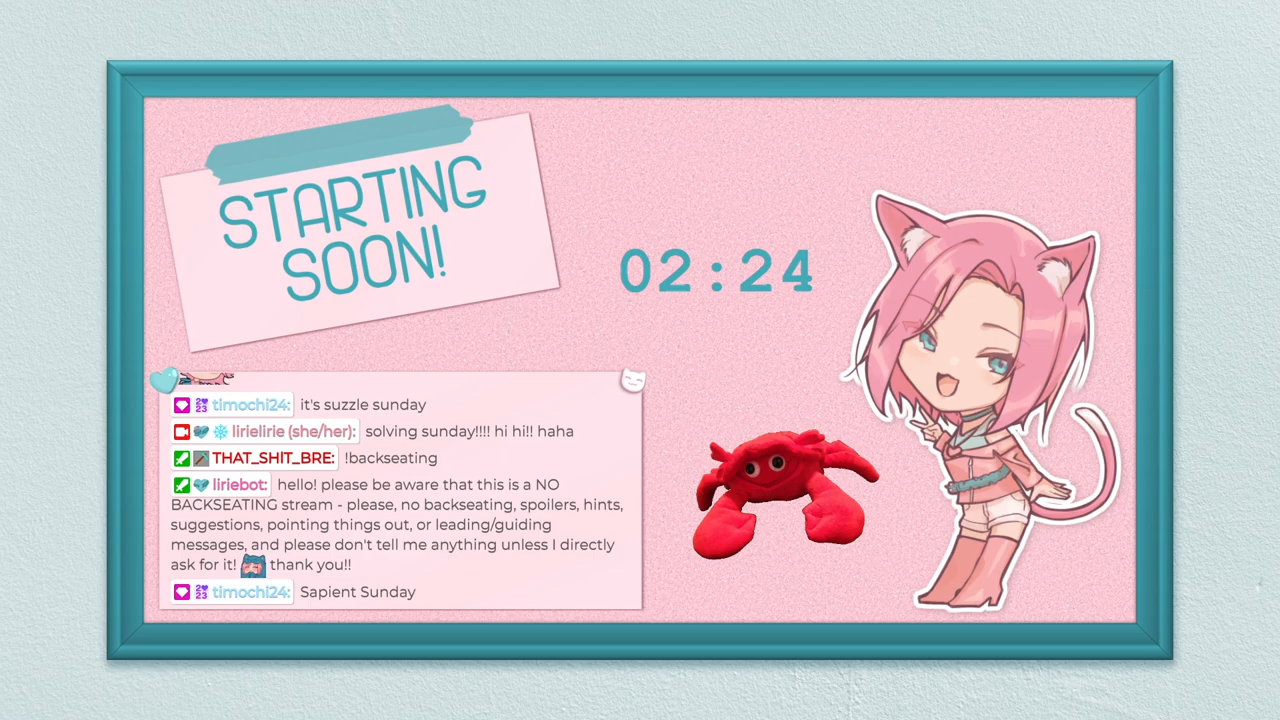 STARTING
SOON!
02:24
2023 timochi24: it's suzzle sunday
lirielirie (she/her): solving sunday!!!! hi hi!! haha
THAT_SHIT_BRE: !backseating
liriebot: hello! please be aware that this is a NO
BACKSEATING stream - please, no backseating, spoilers, hints,
suggestions, pointing things out, or leading/guiding
messages, and please don't tell me anything unless I directly
ask for it! thank you!!
2023 timochi24: Sapient Sunday